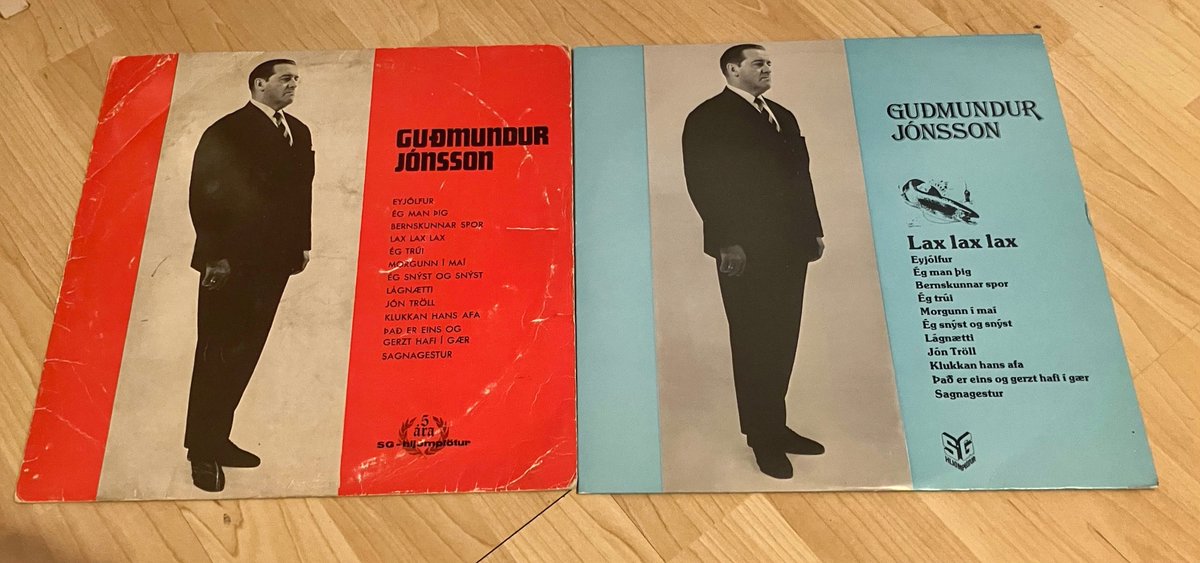 GUÐMUNDUR
JÓNSSON
EYJÓLFUR
ÉG MAN ÞIG
BERNSKUNNAR SPOR
LAX LAX LAX
ÉG TRÚI
MORGUNN Í MAÍ
ÉG SNÝST OG SNÝST
LÁGNÆTTI
JÓN TRÖLL
KLUKKAN HANS AFA
ÞAÐ ER EINS OG
GERZT HAFI Í GÆR
SAGNAGESTUR
5
ára
SG-hljómplötur
GUÐMUNDUR
JÓNSSON
Lax lax lax
Eyjólfur
Ég man þig
Bernskunnar spor
Ég trúi
Morgunn í maí
Ég snýst og snýst
Lágnætti
Jón Tröll
Klukkan hans afa
Það er eins og gerzt hafi í gær
Sagnagestur
SG
HLJÓMPLÖTUR